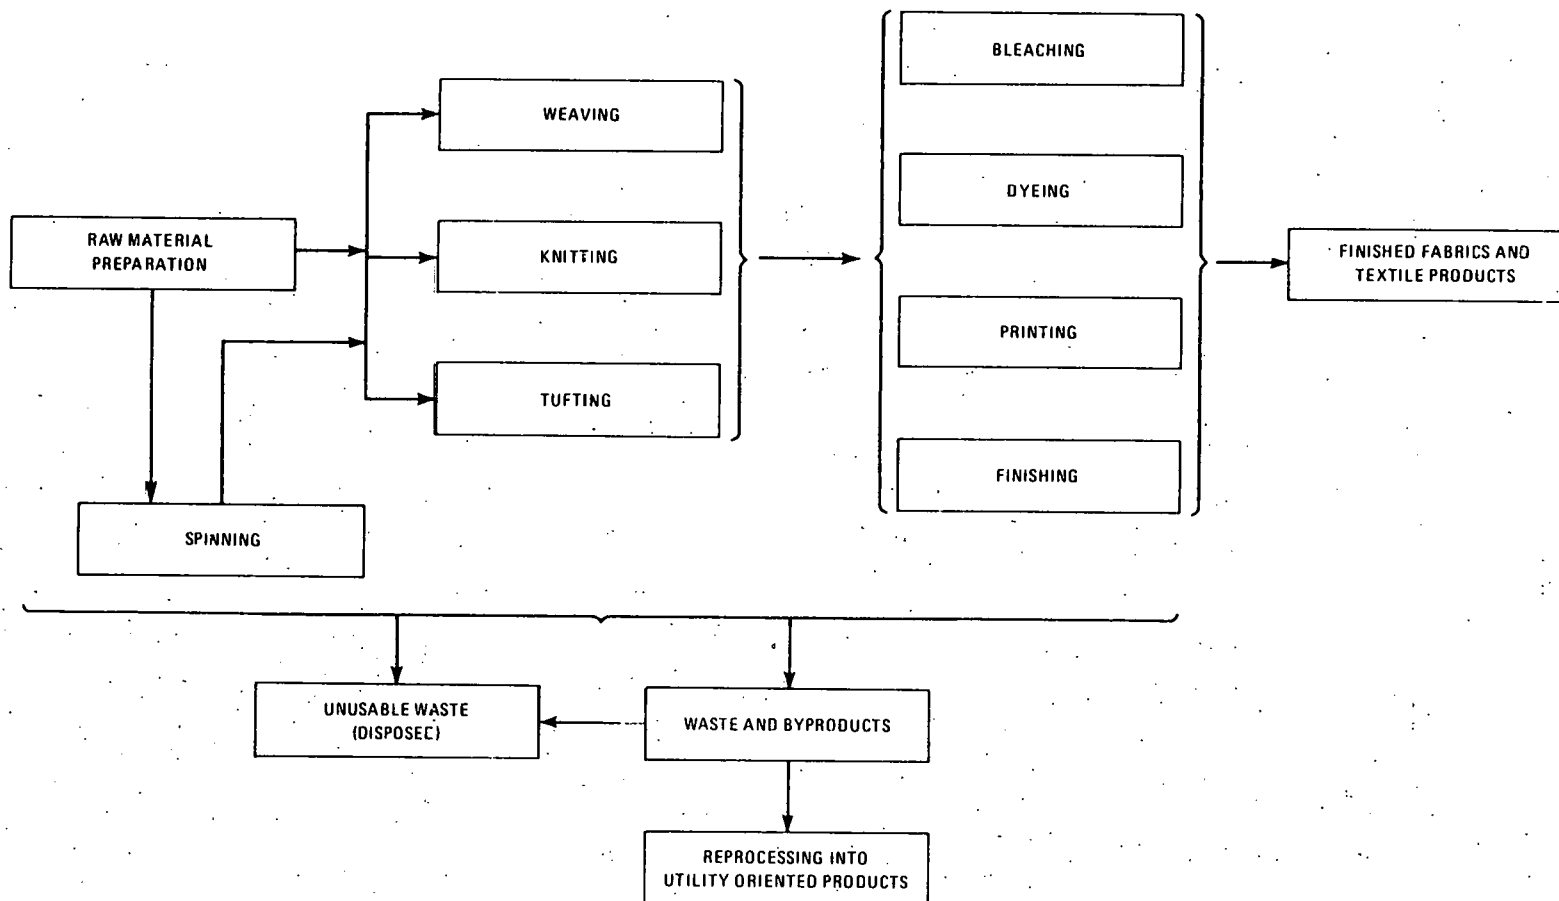 BLEACHING
WEAVING
DYEING
RAW MATERIAL
PREPARATION
KNITTING
FINISHED FABRICS AND
TEXTILE PRODUCTS
PRINTING
TUFTING
FINISHING
SPINNING
UNUSABLE WASTE
(DISPOSEC)
WASTE AND BYPRODUCTS
REPROCESSING INTO
UTILITY ORIENTED PRODUCTS